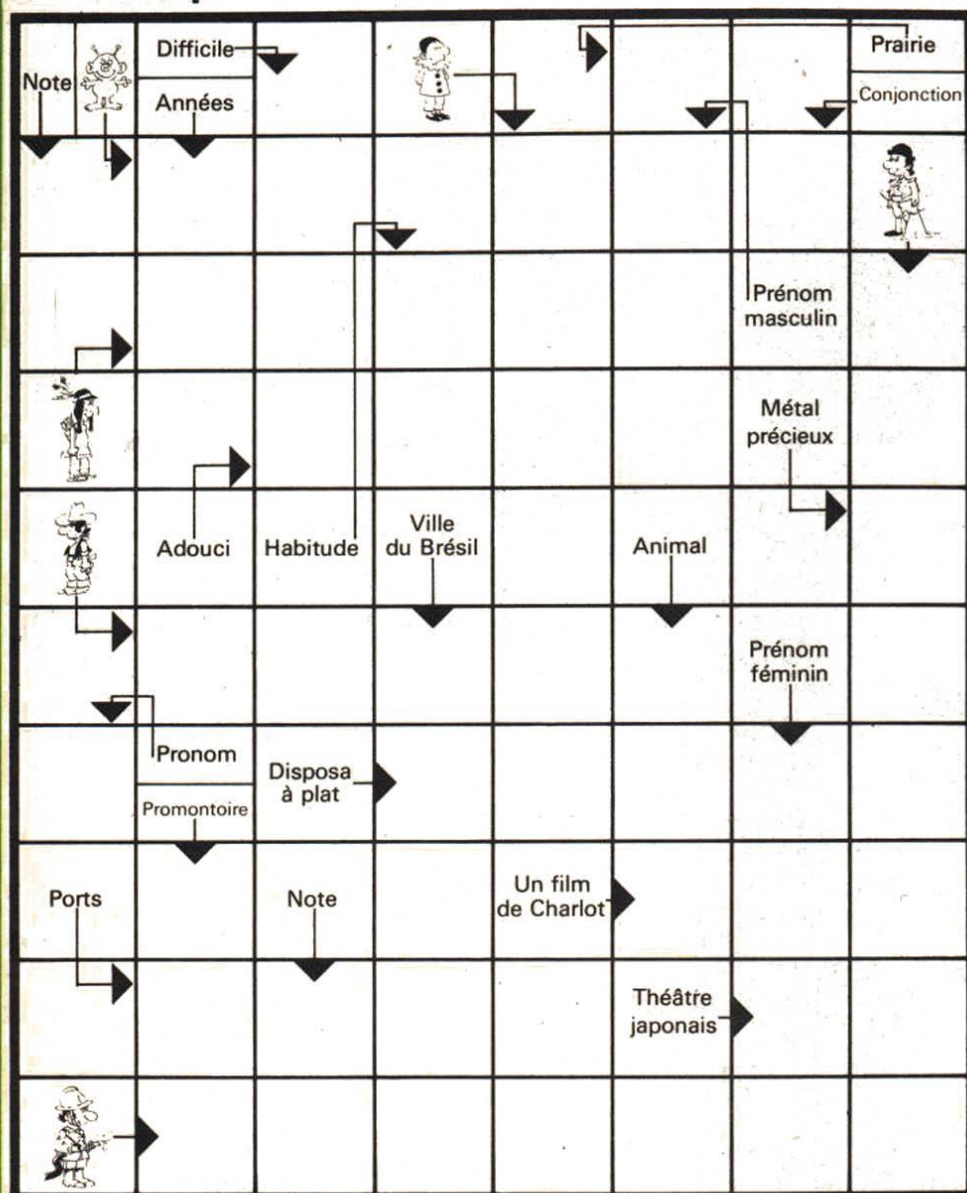 Note
Difficile
Années
Prairie
Conjonction
Prénom
masculin
Métal
précieux
Adouci
Habitude
Ville
du Brésil
Animal
Prénom
féminin
Pronom
Promontoire
Disposa
à plat
Ports
Note
Un film
de Charlot
Théâtre
japonais